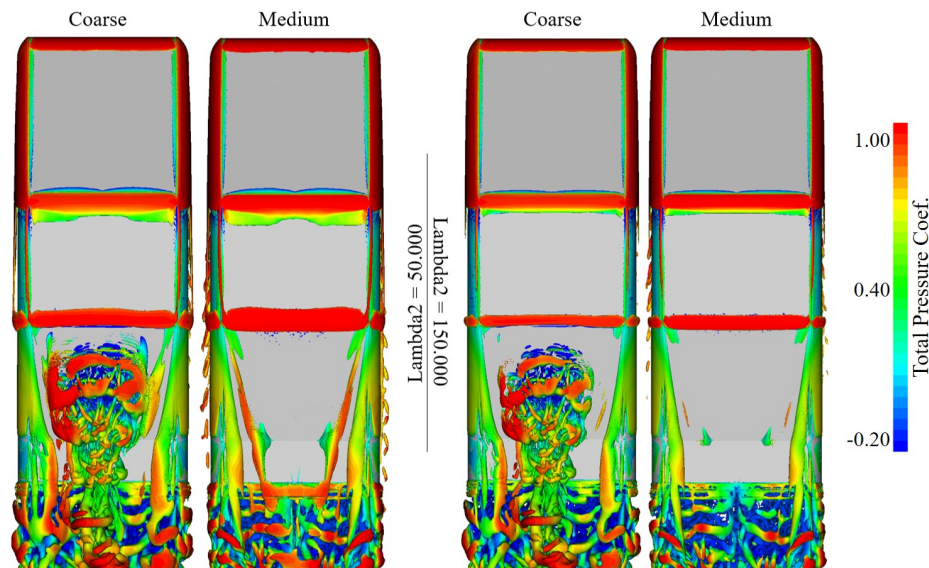 Coarse
Medium
Coarse
Medium
Lambda2 = 50.000
Lambda2 = 150.000
1.00
0.40
-0.20
Total Pressure Coef.